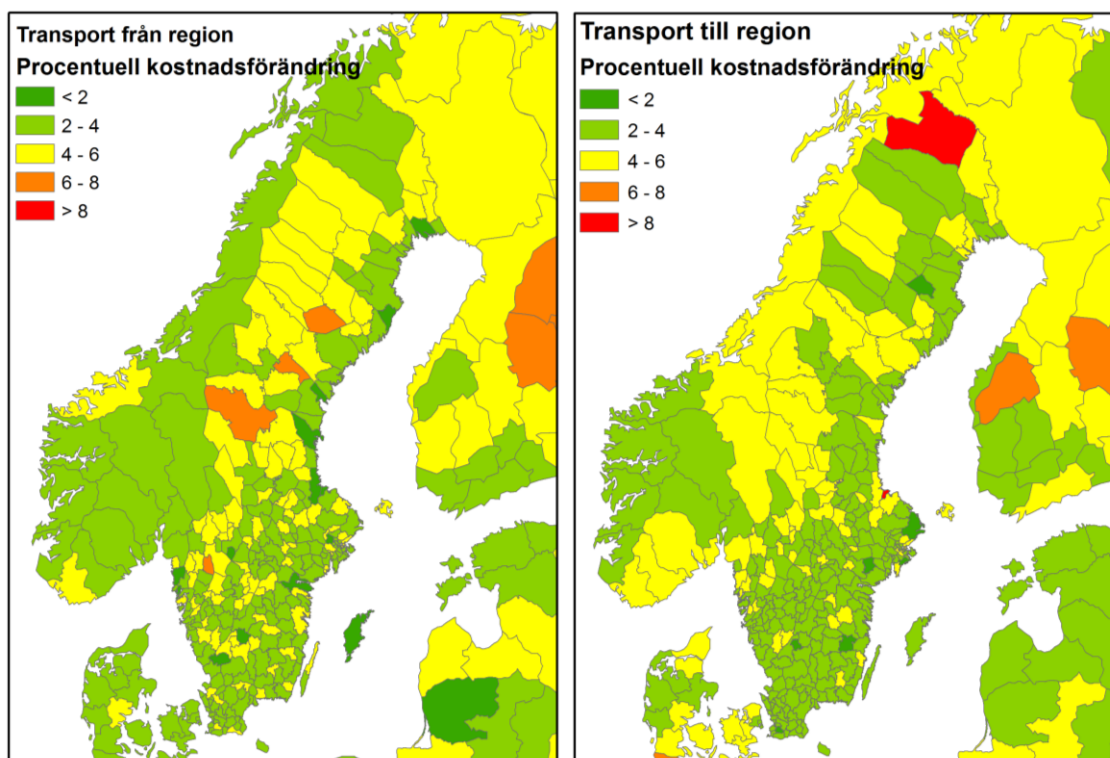 Transport från region
Procentuell kostnadsförändring
< 2
2 - 4
4 - 6
6 - 8
> 8
Transport till region
Procentuell kostnadsförändring
< 2
2 - 4
4 - 6
6 - 8
> 8